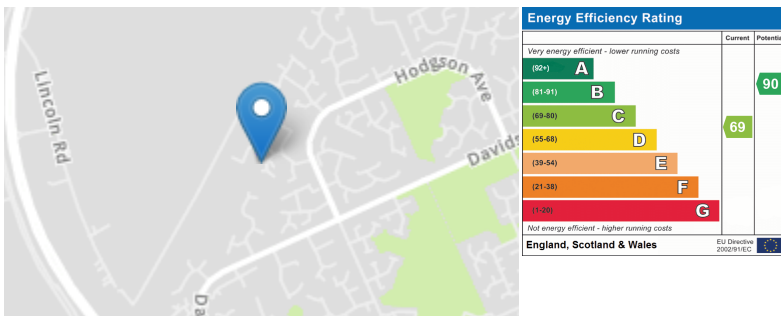 Lincoln Rd
Hodgson Ave
Davids
Da
Energy Efficiency Rating
Current Potentia
Very energy efficient - lower running costs
(92+) A
(81-91) B
90
(69-80) C
69
(55-68) D
(39-54) E
(21-38) F
(1-20) G
Not energy efficient - higher running costs
England, Scotland & Wales
EU Directive
2002/91/EC